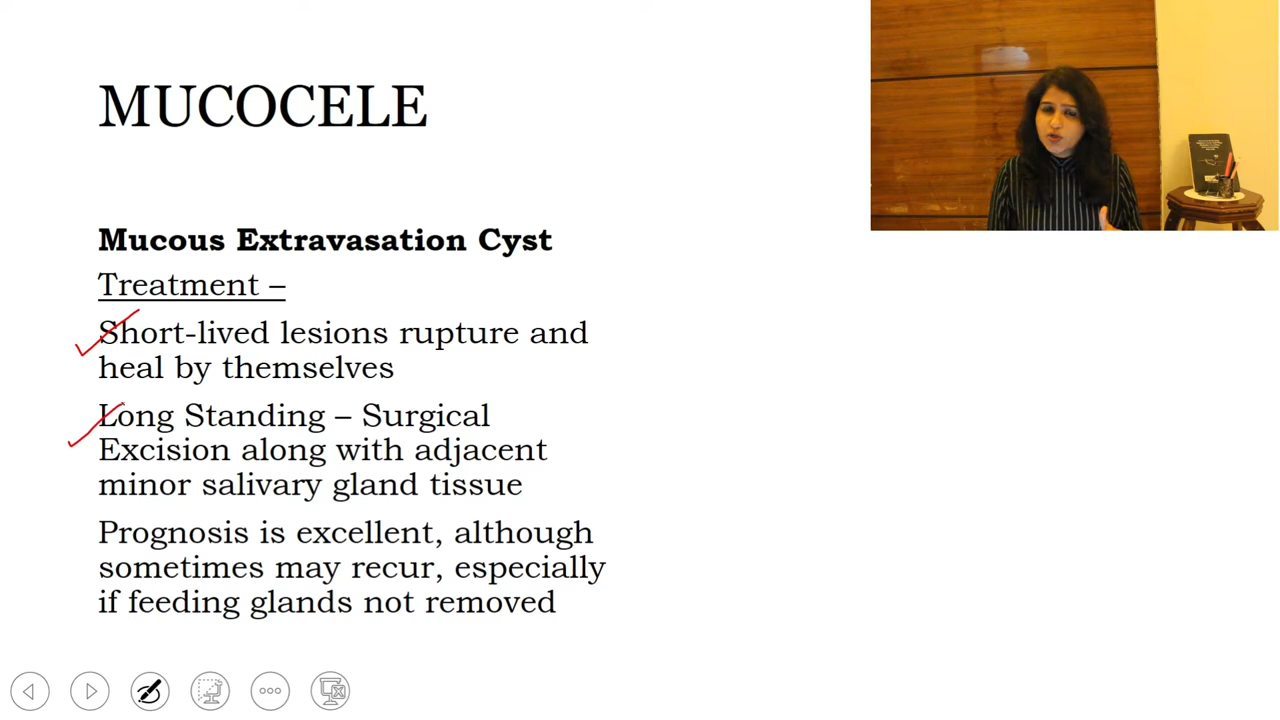 MUCOCELE
Mucous Extravasation Cyst
Treatment –
Short-lived lesions rupture and
heal by themselves
Long Standing – Surgical
Excision along with adjacent
minor salivary gland tissue
Prognosis is excellent, although
sometimes may recur, especially
if feeding glands not removed